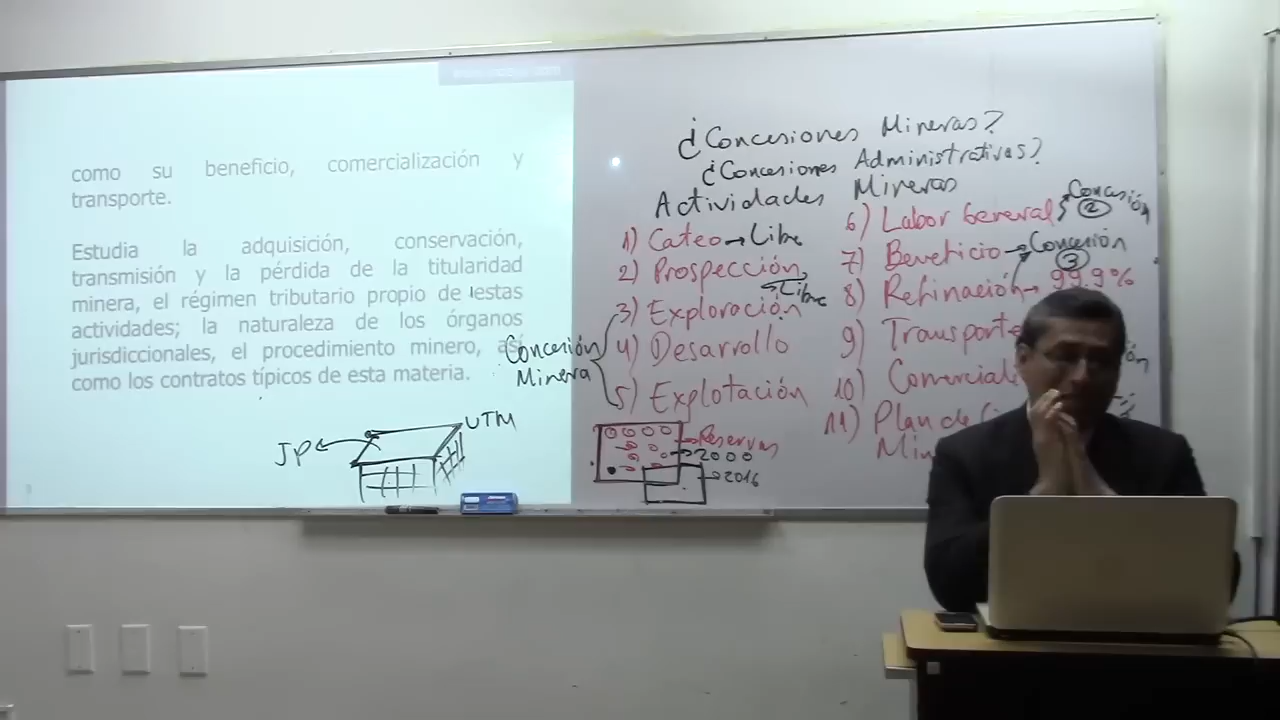 como su beneficio, comercialización y
transporte.
Estudia la adquisición, conservación,
transmisión y la pérdida de la titularidad
minera, el régimen tributario propio de estas
actividades; la naturaleza de los órganos
jurisdiccionales, el procedimiento minero, así
como los contratos típicos de esta materia.
JP
UTM
¿Concesiones Mineras?
¿Concesiones Administrativas?
Actividades Mineras
1) Cateo → Libre
2) Prospección
Libre
3) Exploración
4) Desarrollo
5) Explotación
Concesión
Minera
Reservas
2000
2016
6) Labor General
Concesión
2
7) Beneficio → Concesión
3
8) Refinación → 99.9%
9) Transporte
10)
11) Plan de